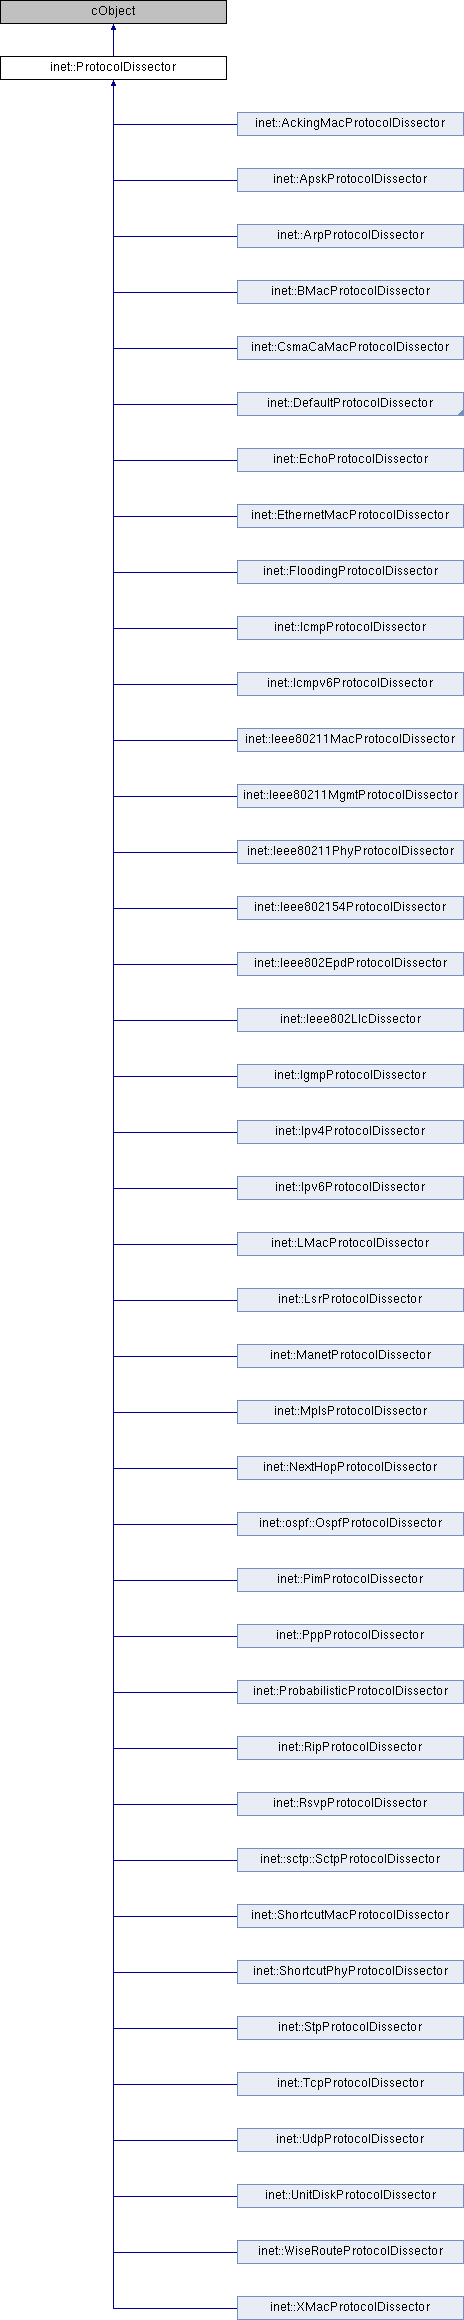 cObject
inet::ProtocolDissector
inet::AckingMacProtocolDissector
inet::ApskProtocolDissector
inet::ArpProtocolDissector
inet::BMacProtocolDissector
inet::CsmaCaMacProtocolDissector
inet::DefaultProtocolDissector
inet::EchoProtocolDissector
inet::EthernetMacProtocolDissector
inet::FloodingProtocolDissector
inet::IcmpProtocolDissector
inet::Icmpv6ProtocolDissector
inet::Ieee80211MacProtocolDissector
inet::Ieee80211MgmtProtocolDissector
inet::Ieee80211PhyProtocolDissector
inet::Ieee802154ProtocolDissector
inet::Ieee802EpdProtocolDissector
inet::Ieee802LlcDissector
inet::IgmpProtocolDissector
inet::Ipv4ProtocolDissector
inet::Ipv6ProtocolDissector
inet::LMacProtocolDissector
inet::LsrProtocolDissector
inet::ManetProtocolDissector
inet::MplsProtocolDissector
inet::NextHopProtocolDissector
inet::ospf::OspfProtocolDissector
inet::PimProtocolDissector
inet::PppProtocolDissector
inet::ProbabilisticProtocolDissector
inet::RipProtocolDissector
inet::RsvpProtocolDissector
inet::sctp::SctpProtocolDissector
inet::ShortcutMacProtocolDissector
inet::ShortcutPhyProtocolDissector
inet::StpProtocolDissector
inet::TcpProtocolDissector
inet::UdpProtocolDissector
inet::UnitDiskProtocolDissector
inet::WiseRouteProtocolDissector
inet::XMacProtocolDissector